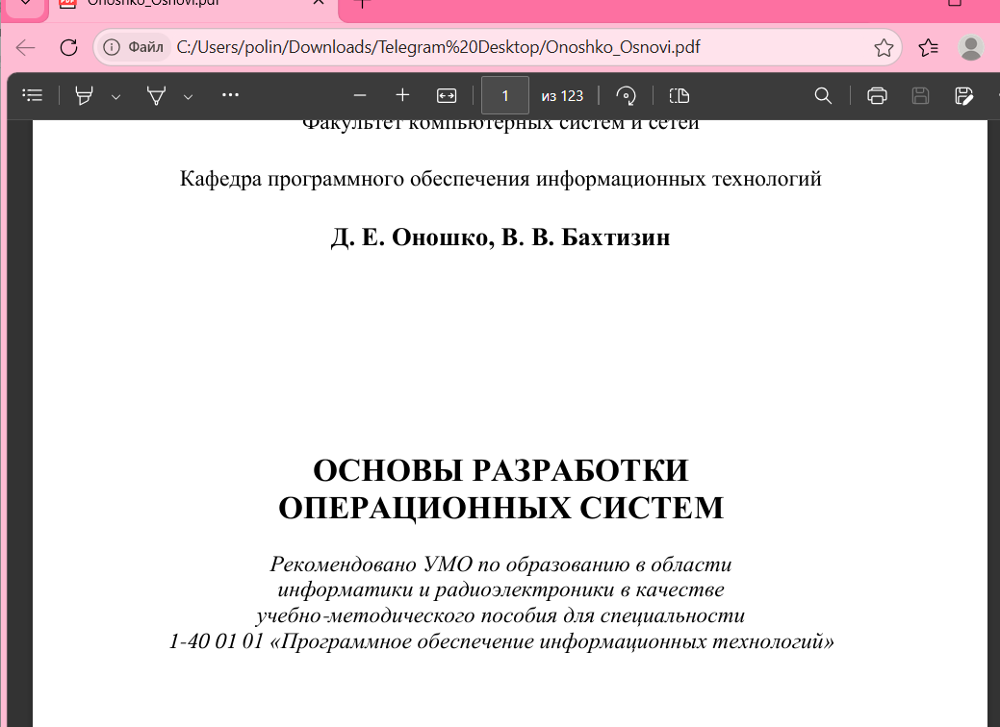 Onoshko_Osnovi.pdf
Файл C:/Users/polin/Downloads/Telegram%20Desktop/Onoshko_Osnovi.pdf
1 из 123
Факультет компьютерных систем и сетей
Кафедра программного обеспечения информационных технологий
Д. Е. Оношко, В. В. Бахтизин
ОСНОВЫ РАЗРАБОТКИ
ОПЕРАЦИОННЫХ СИСТЕМ
Рекомендовано УМО по образованию в области
информатики и радиоэлектроники в качестве
учебно-методического пособия для специальности
1-40 01 01 «Программное обеспечение информационных технологий»